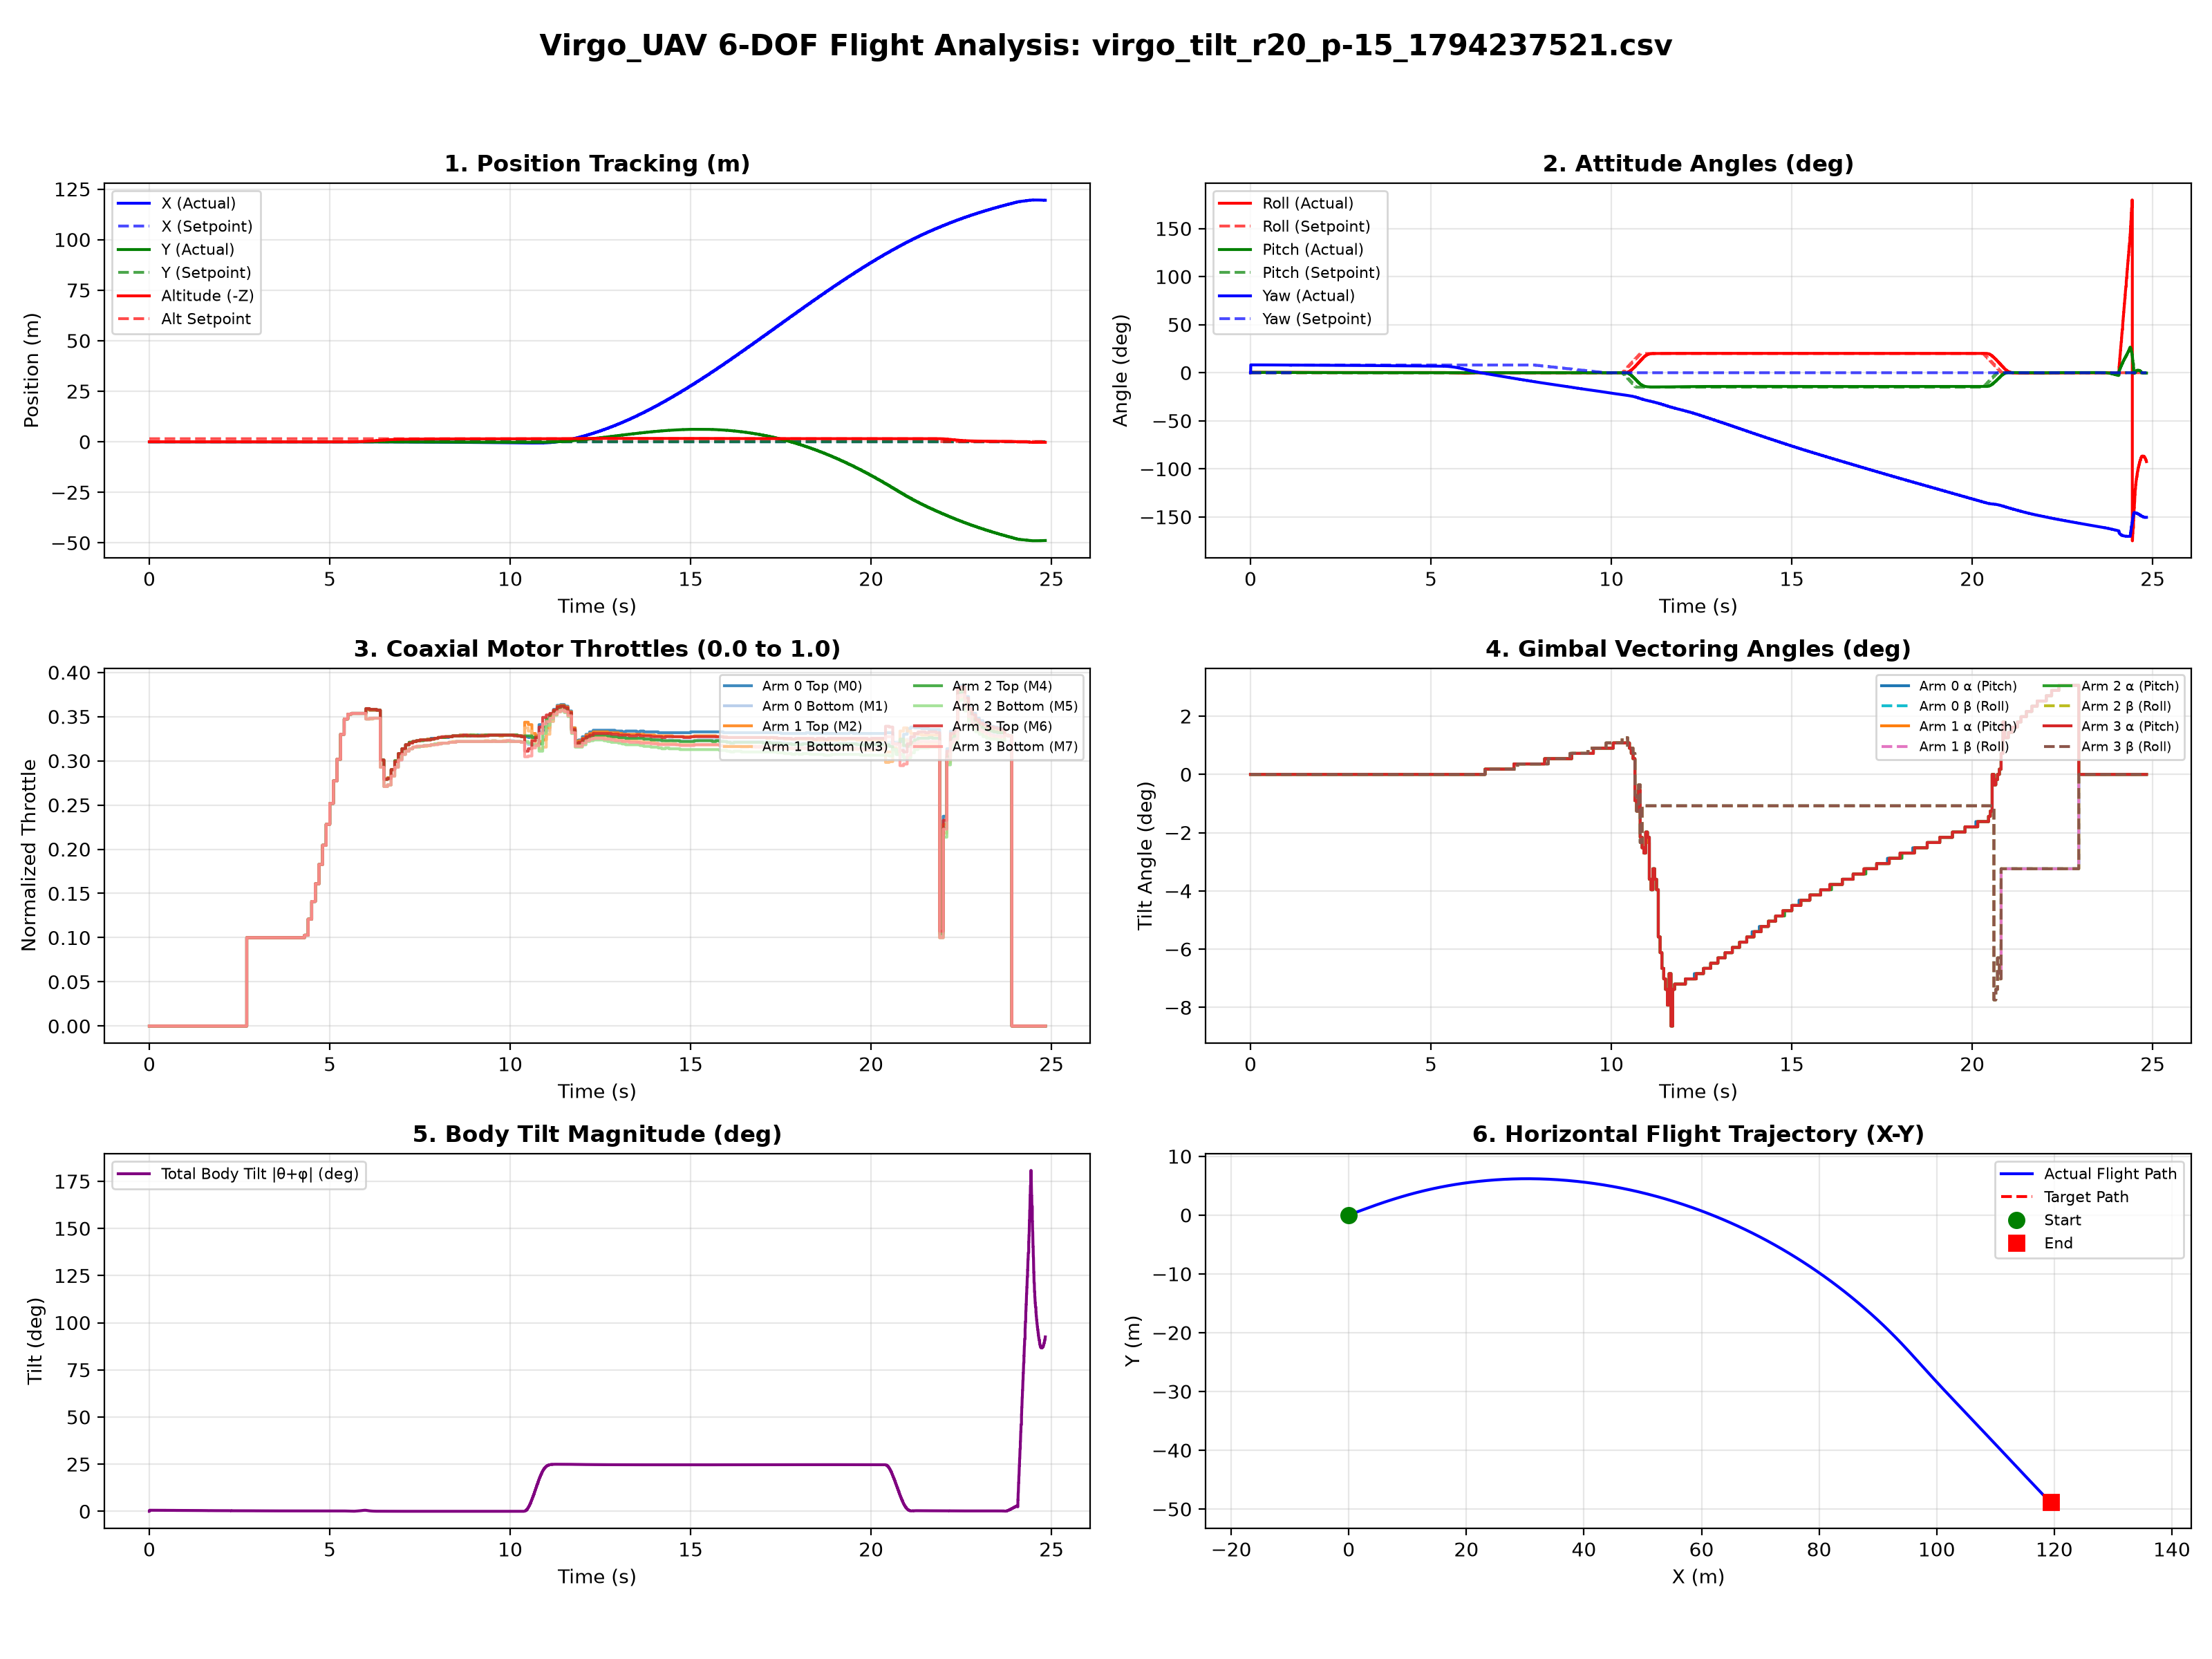 Virgo_UAV 6-DOF Flight Analysis: virgo_tilt_r20_p-15_1794237521.csv
1. Position Tracking (m)
Position (m)
125
100
75
50
25
0
−25
−50
X (Actual)
X (Setpoint)
Y (Actual)
Y (Setpoint)
Altitude (-Z)
Alt Setpoint
0 5 10 15 20 25
Time (s)
2. Attitude Angles (deg)
Angle (deg)
150
100
50
0
−50
−100
−150
Roll (Actual)
Roll (Setpoint)
Pitch (Actual)
Pitch (Setpoint)
Yaw (Actual)
Yaw (Setpoint)
0 5 10 15 20 25
Time (s)
3. Coaxial Motor Throttles (0.0 to 1.0)
Normalized Throttle
0.40
0.35
0.30
0.25
0.20
0.15
0.10
0.05
0.00
Arm 0 Top (M0)
Arm 0 Bottom (M1)
Arm 1 Top (M2)
Arm 1 Bottom (M3)
Arm 2 Top (M4)
Arm 2 Bottom (M5)
Arm 3 Top (M6)
Arm 3 Bottom (M7)
0 5 10 15 20 25
Time (s)
4. Gimbal Vectoring Angles (deg)
Tilt Angle (deg)
2
0
−2
−4
−6
−8
Arm 0 α (Pitch)
Arm 0 β (Roll)
Arm 1 α (Pitch)
Arm 1 β (Roll)
Arm 2 α (Pitch)
Arm 2 β (Roll)
Arm 3 α (Pitch)
Arm 3 β (Roll)
0 5 10 15 20 25
Time (s)
5. Body Tilt Magnitude (deg)
Tilt (deg)
175
150
125
100
75
50
25
0
Total Body Tilt |θ+φ| (deg)
0 5 10 15 20 25
Time (s)
6. Horizontal Flight Trajectory (X-Y)
Y (m)
10
0
−10
−20
−30
−40
−50
Actual Flight Path
Target Path
Start
End
−20 0 20 40 60 80 100 120 140
X (m)